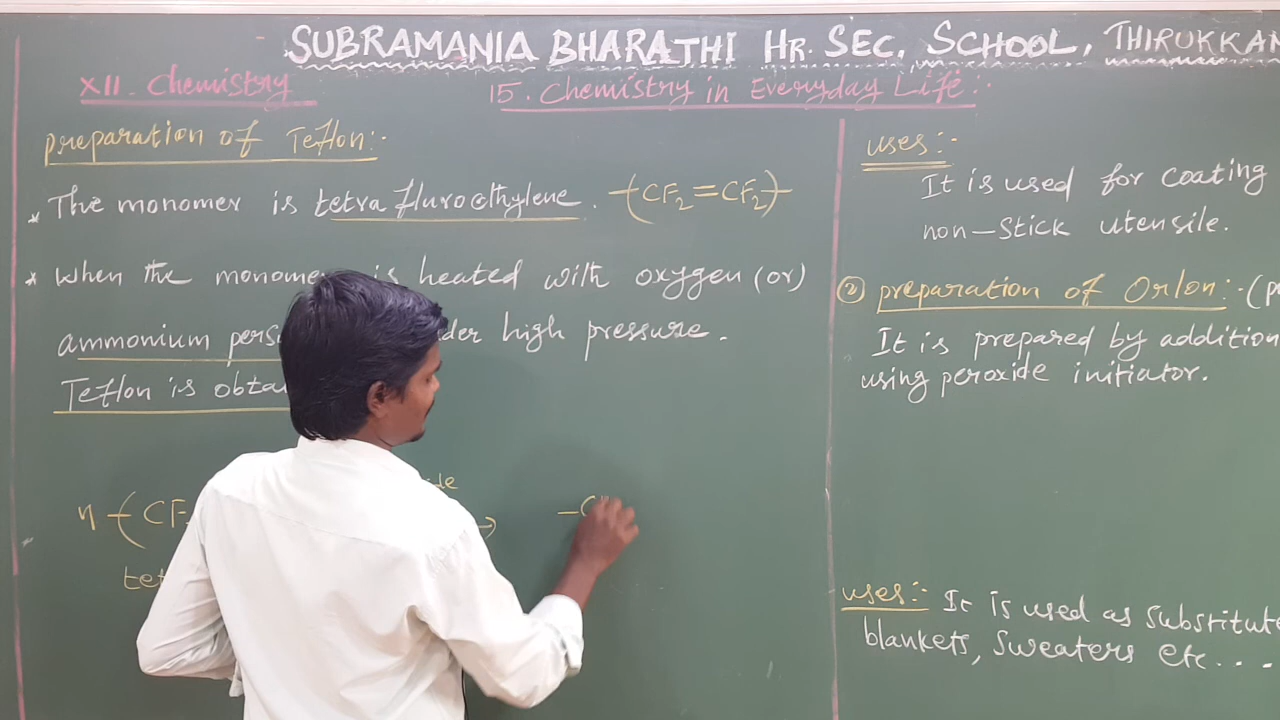 SUBRAMANIA BHARATHI HR. SEC. SCHOOL, THIRUKKAN
XII. Chemistry
15. Chemistry in Everyday Life:-
Preparation of Teflon:-
* The monomer is tetra fluroethylene. -(CF₂=CF₂)-
* When the monomer is heated with oxygen (or)
ammonium pers der high pressure.
Teflon is obta
n -(CF
tet
uses:-
It is used for coating
non-stick utensile.
② preparation of Orlon:- (p
It is prepared by addition
using peroxide initiator.
uses:- It is used as substitute
blankets, sweaters etc....